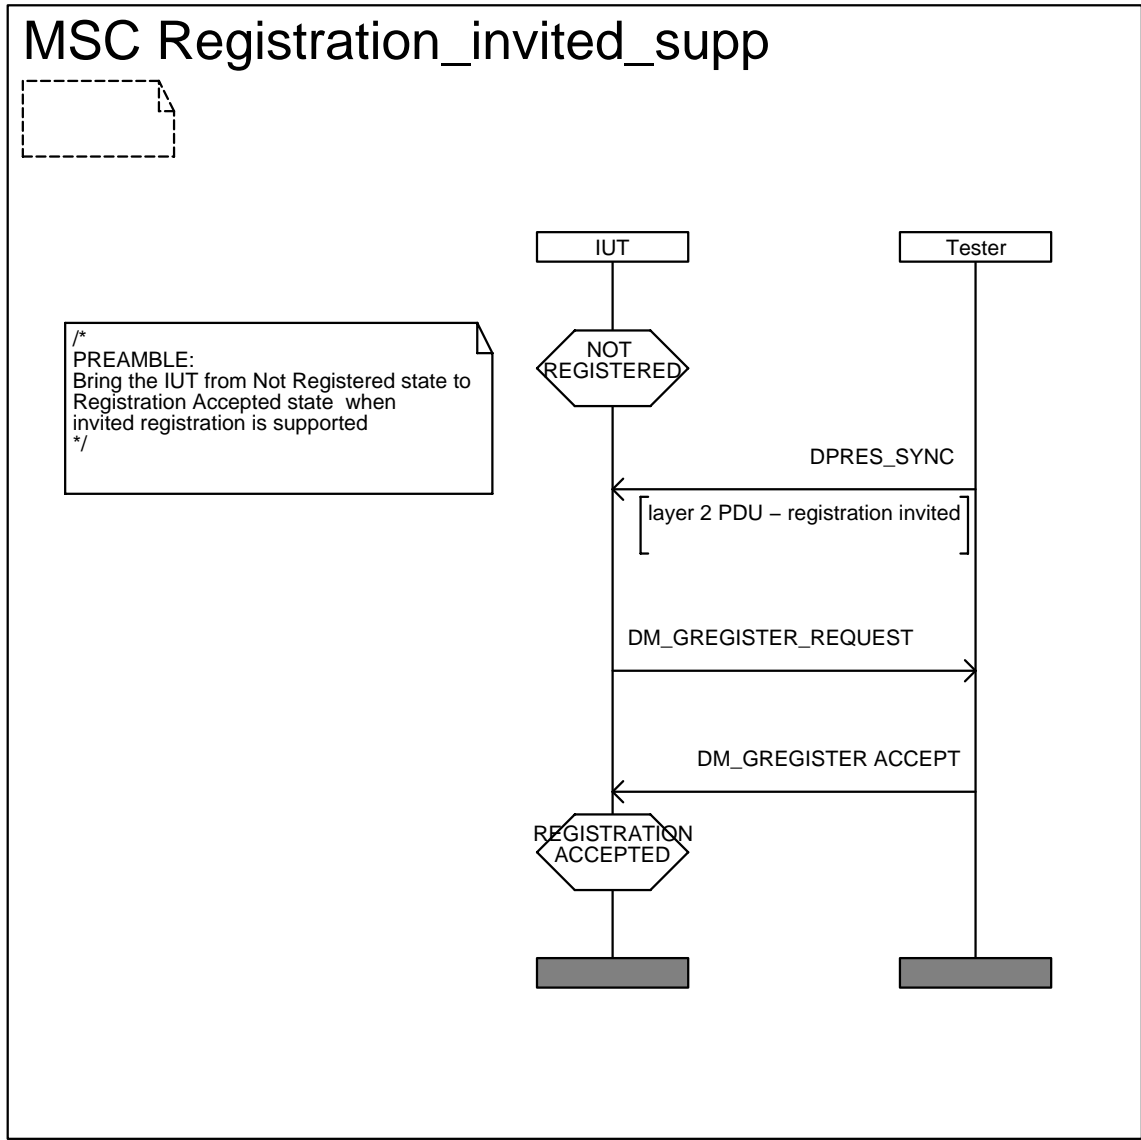 MSC Registration_invited_supp
IUT
Tester
/*
PREAMBLE:
Bring the IUT from Not Registered state to
Registration Accepted state  when
invited registration is supported
*/
NOT
REGISTERED
DPRES_SYNC
layer 2 PDU – registration invited
DM_GREGISTER_REQUEST
DM_GREGISTER ACCEPT
REGISTRATION
ACCEPTED